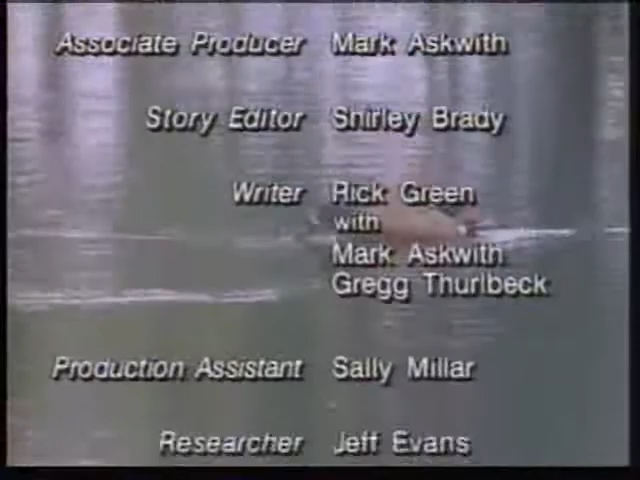 Associate Producer Mark Askwith
Story Editor Shirley Brady
Writer Rick Green
with
Mark Askwith
Gregg Thurlbeck
Production Assistant Sally Millar
Researcher Jeff Evans